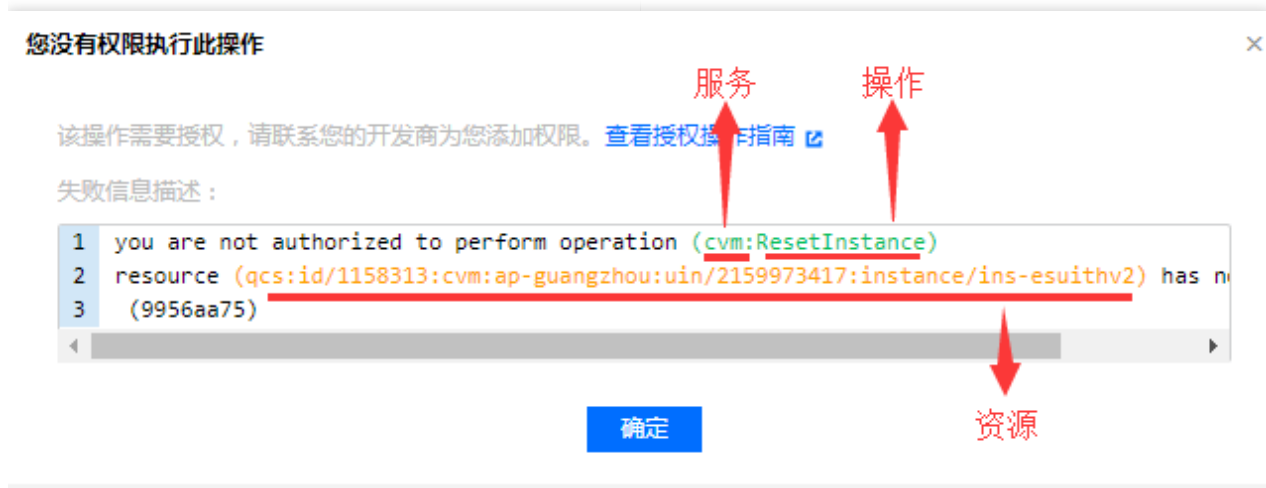 您没有权限执行此操作
服务 操作
该操作需要授权，请联系您的开发商为您添加权限。查看授权操作指南
失败信息描述：
1 you are not authorized to perform operation (cvm:ResetInstance)
2 resource (qcs:id/1158313:cvm:ap-guangzhou:uin/2159973417:instance/ins-esuithv2) has
3 (9956aa75)
确定
资源